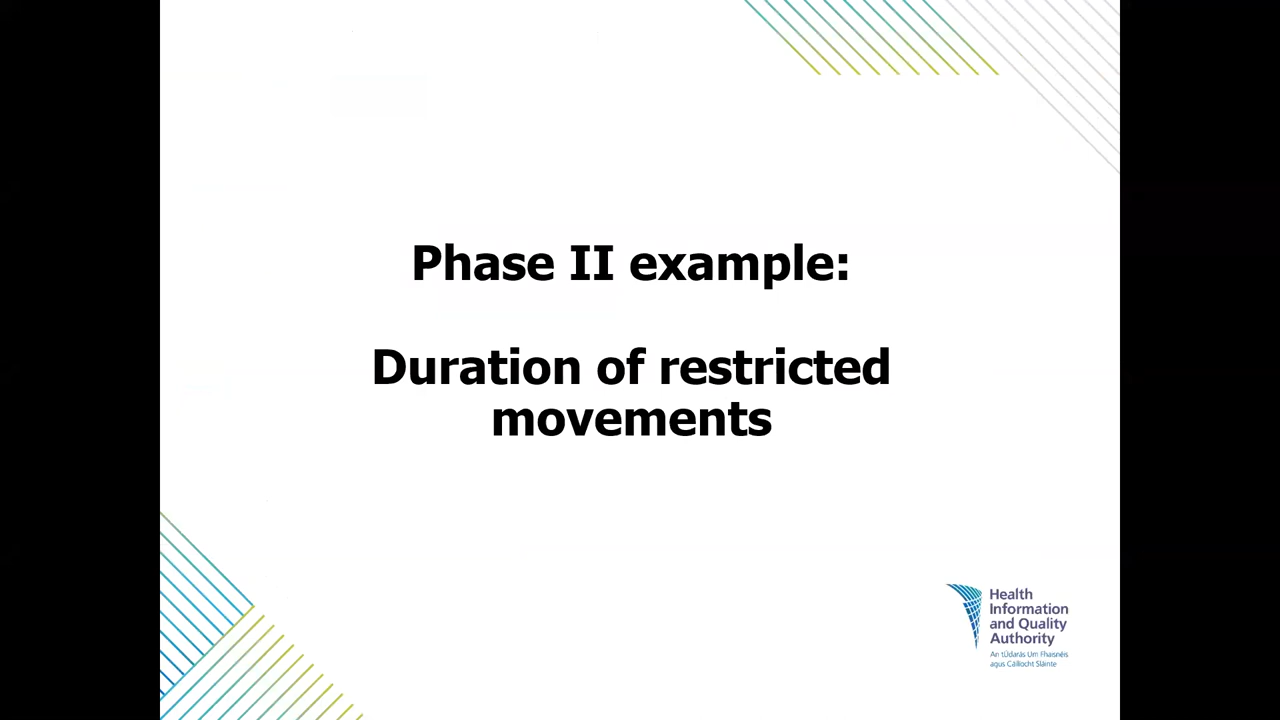 Phase II example:
Duration of restricted
movements
Health
Information
and Quality
Authority
An tÚdarás Um Fhaisnéis
agus Cáilíocht Sláinte